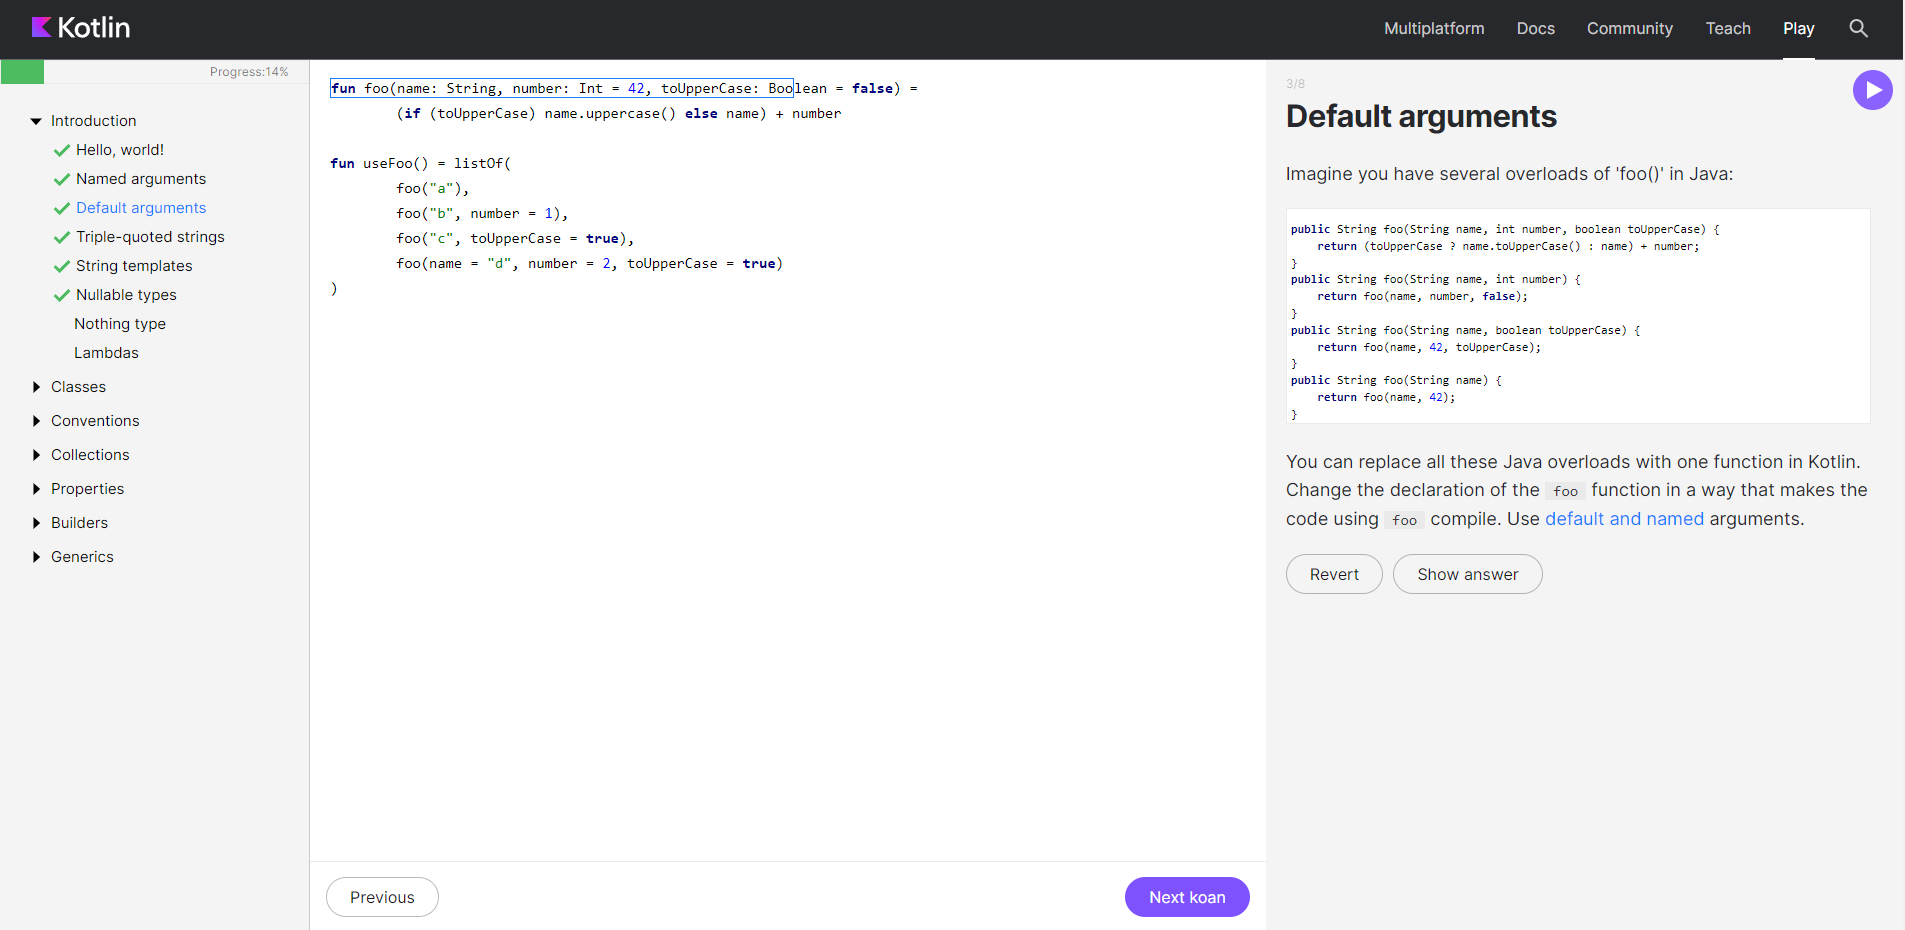 Kotlin
Multiplatform
Docs
Community
Teach
Play
Progress:14%
Introduction
Hello, world!
Named arguments
Default arguments
Triple-quoted strings
String templates
Nullable types
Nothing type
Lambdas
Classes
Conventions
Collections
Properties
Builders
Generics
fun foo(name: String, number: Int = 42, toUpperCase: Boolean = false) =
        (if (toUpperCase) name.uppercase() else name) + number
fun useFoo() = listOf(
        foo("a"),
        foo("b", number = 1),
        foo("c", toUpperCase = true),
        foo(name = "d", number = 2, toUpperCase = true)
)
Previous
Next koan
3/8
Default arguments
Imagine you have several overloads of 'foo()' in Java:
public String foo(String name, int number, boolean toUpperCase) {
    return (toUpperCase ? name.toUpperCase() : name) + number;
}
public String foo(String name, int number) {
    return foo(name, number, false);
}
public String foo(String name, boolean toUpperCase) {
    return foo(name, 42, toUpperCase);
}
public String foo(String name) {
    return foo(name, 42);
}
You can replace all these Java overloads with one function in Kotlin.
Change the declaration of the foo function in a way that makes the
code using foo compile. Use default and named arguments.
Revert
Show answer